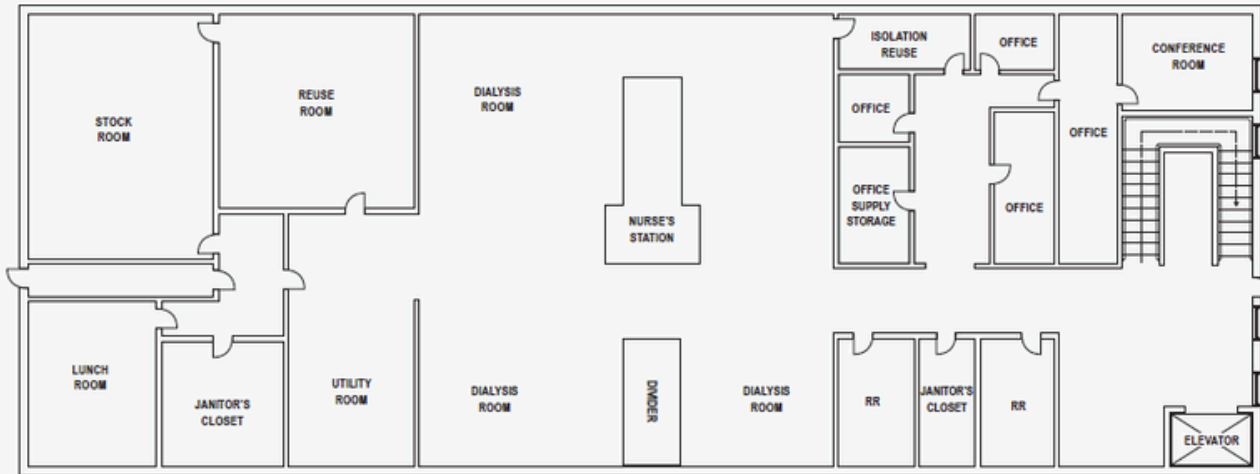 STOCK
ROOM
REUSE
ROOM
DIALYSIS
ROOM
ISOLATION
REUSE
OFFICE
CONFERENCE
ROOM
OFFICE
OFFICE
OFFICE
SUPPLY
STORAGE
OFFICE
NURSE'S
STATION
LUNCH
ROOM
JANITOR'S
CLOSET
UTILITY
ROOM
DIALYSIS
ROOM
DIVIDER
DIALYSIS
ROOM
RR
JANITOR'S
CLOSET
RR
ELEVATOR